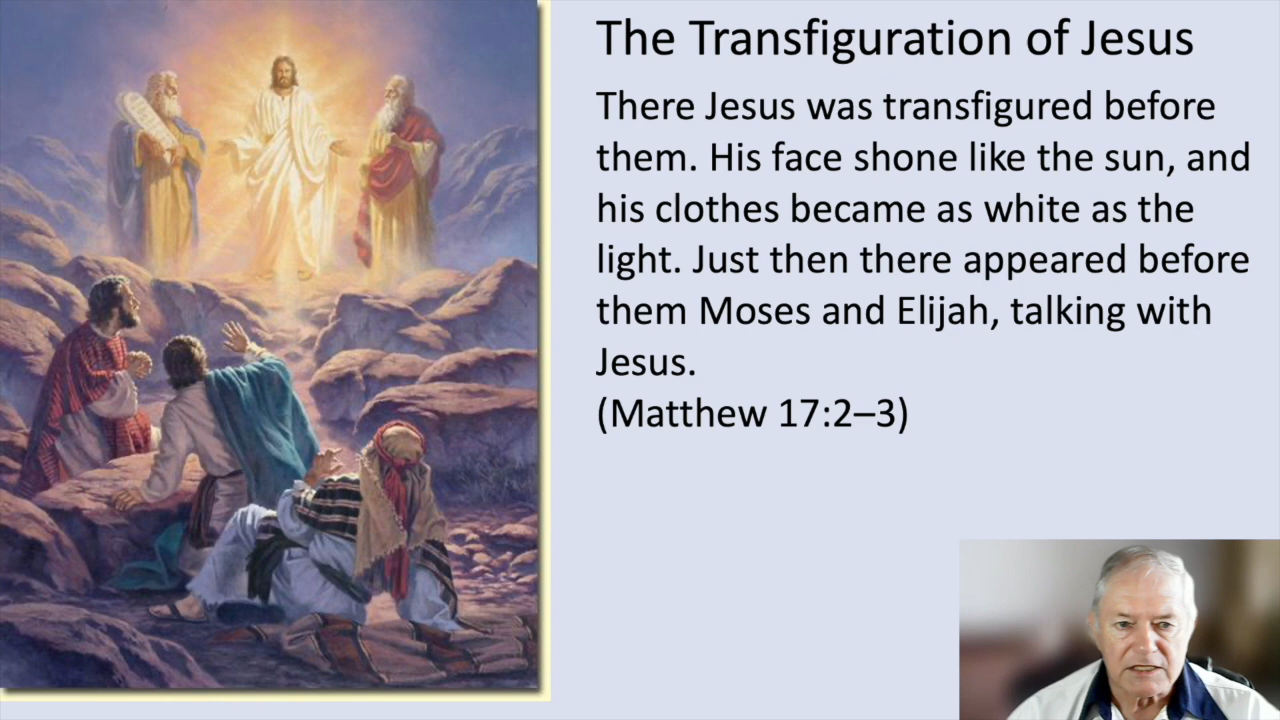 The Transfiguration of Jesus
There Jesus was transfigured before
them. His face shone like the sun, and
his clothes became as white as the
light. Just then there appeared before
them Moses and Elijah, talking with
Jesus.
(Matthew 17:2–3)